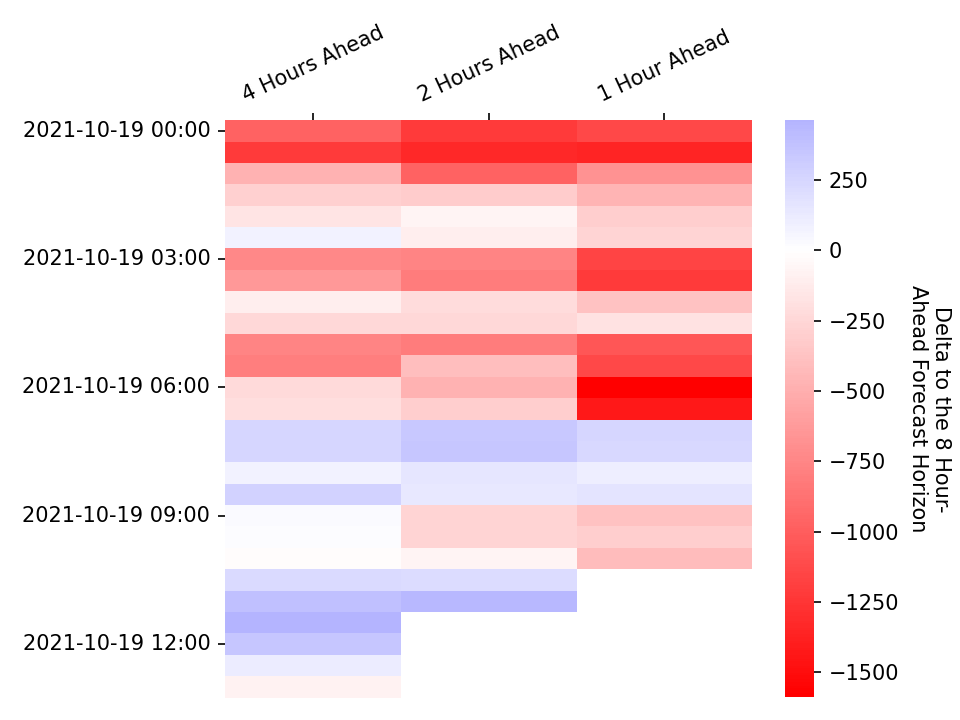 4 Hours Ahead
2 Hours Ahead
1 Hour Ahead
2021-10-19 00:00
2021-10-19 03:00
2021-10-19 06:00
2021-10-19 09:00
2021-10-19 12:00
250
0
−250
−500
−750
−1000
−1250
−1500
Delta to the 8 Hour-
Ahead Forecast Horizon